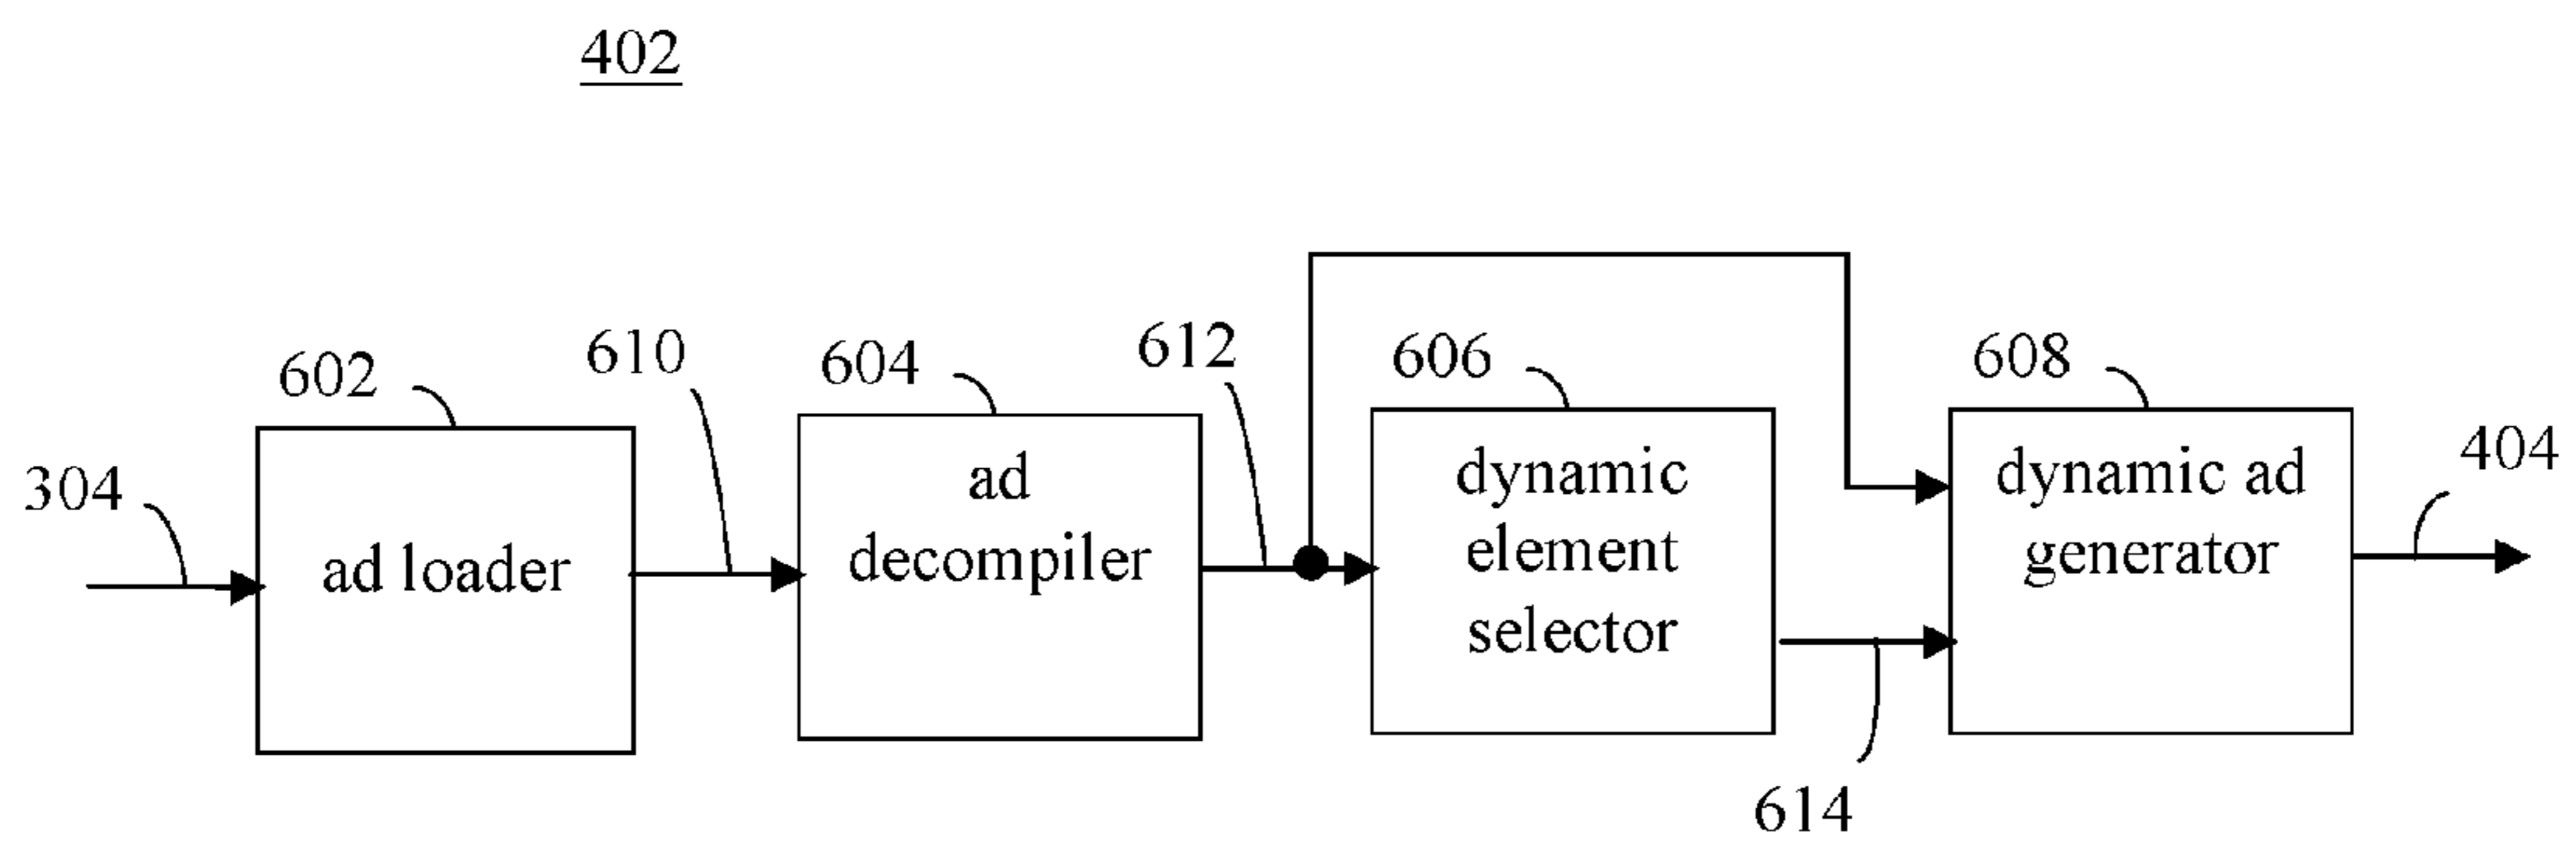 402
304
602
ad loader
610
604
ad
decompiler
612
606
dynamic
element
selector
614
608
dynamic ad
generator
404